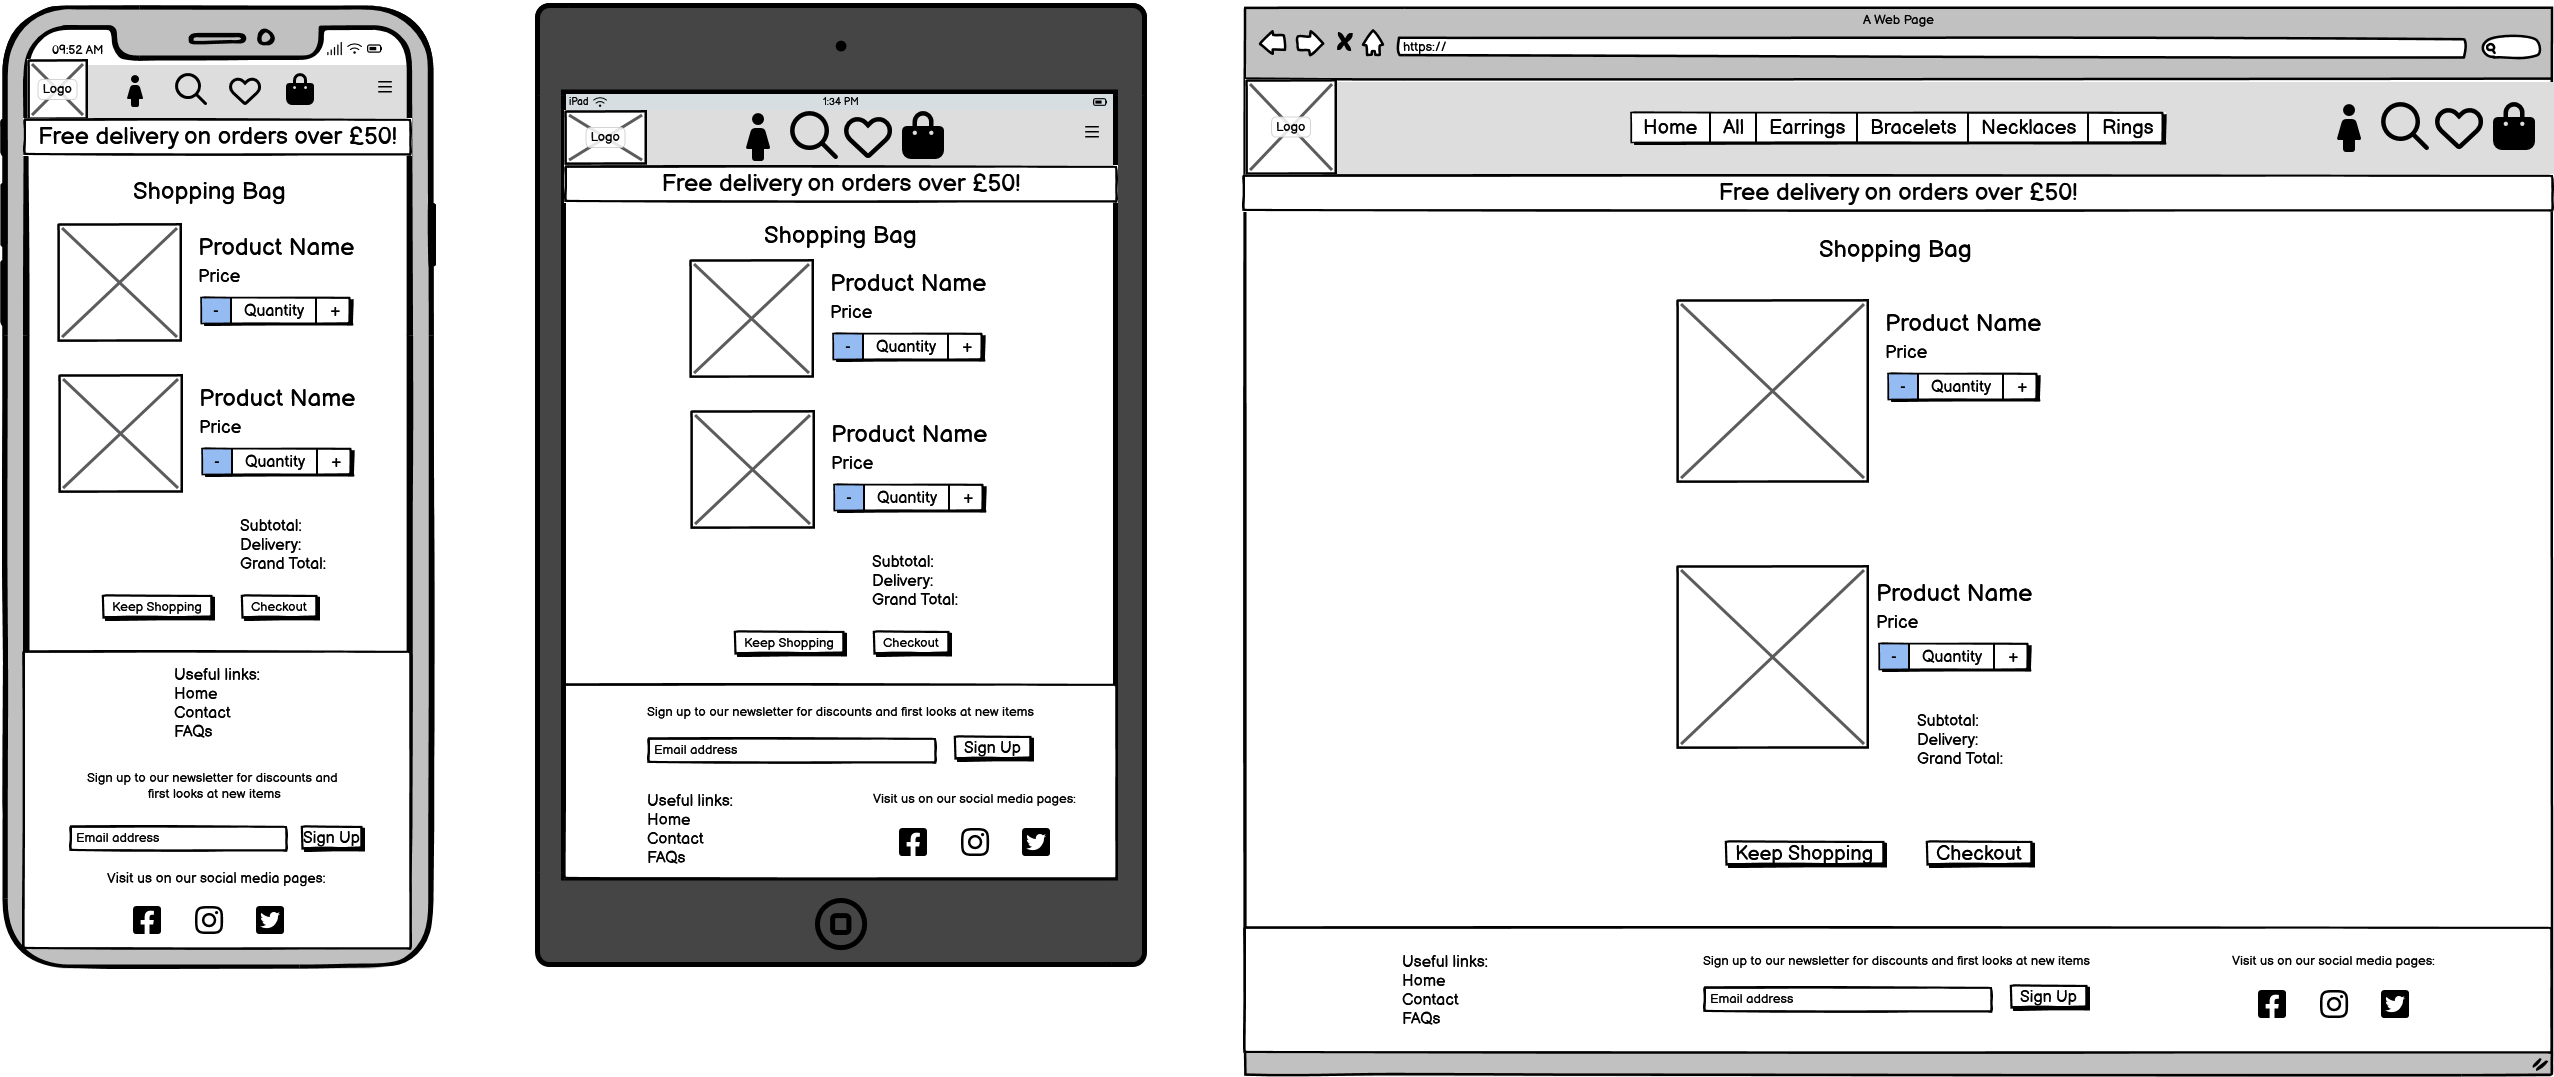 09:52 AM
Logo
Free delivery on orders over £50!
Shopping Bag
Product Name
Price
- Quantity +
Product Name
Price
- Quantity +
Subtotal:
Delivery:
Grand Total:
Keep Shopping Checkout
Useful links:
Home
Contact
FAQs
Sign up to our newsletter for discounts and
first looks at new items
Email address Sign Up
Visit us on our social media pages:
iPad 1:34 PM
Logo
Free delivery on orders over £50!
Shopping Bag
Product Name
Price
- Quantity +
Product Name
Price
- Quantity +
Subtotal:
Delivery:
Grand Total:
Keep Shopping Checkout
Sign up to our newsletter for discounts and first looks at new items
Email address Sign Up
Useful links:
Home
Contact
FAQs
Visit us on our social media pages:
A Web Page
https://
Logo
Home All Earrings Bracelets Necklaces Rings
Free delivery on orders over £50!
Shopping Bag
Product Name
Price
- Quantity +
Product Name
Price
- Quantity +
Subtotal:
Delivery:
Grand Total:
Keep Shopping Checkout
Useful links:
Home
Contact
FAQs
Sign up to our newsletter for discounts and first looks at new items
Email address Sign Up
Visit us on our social media pages: